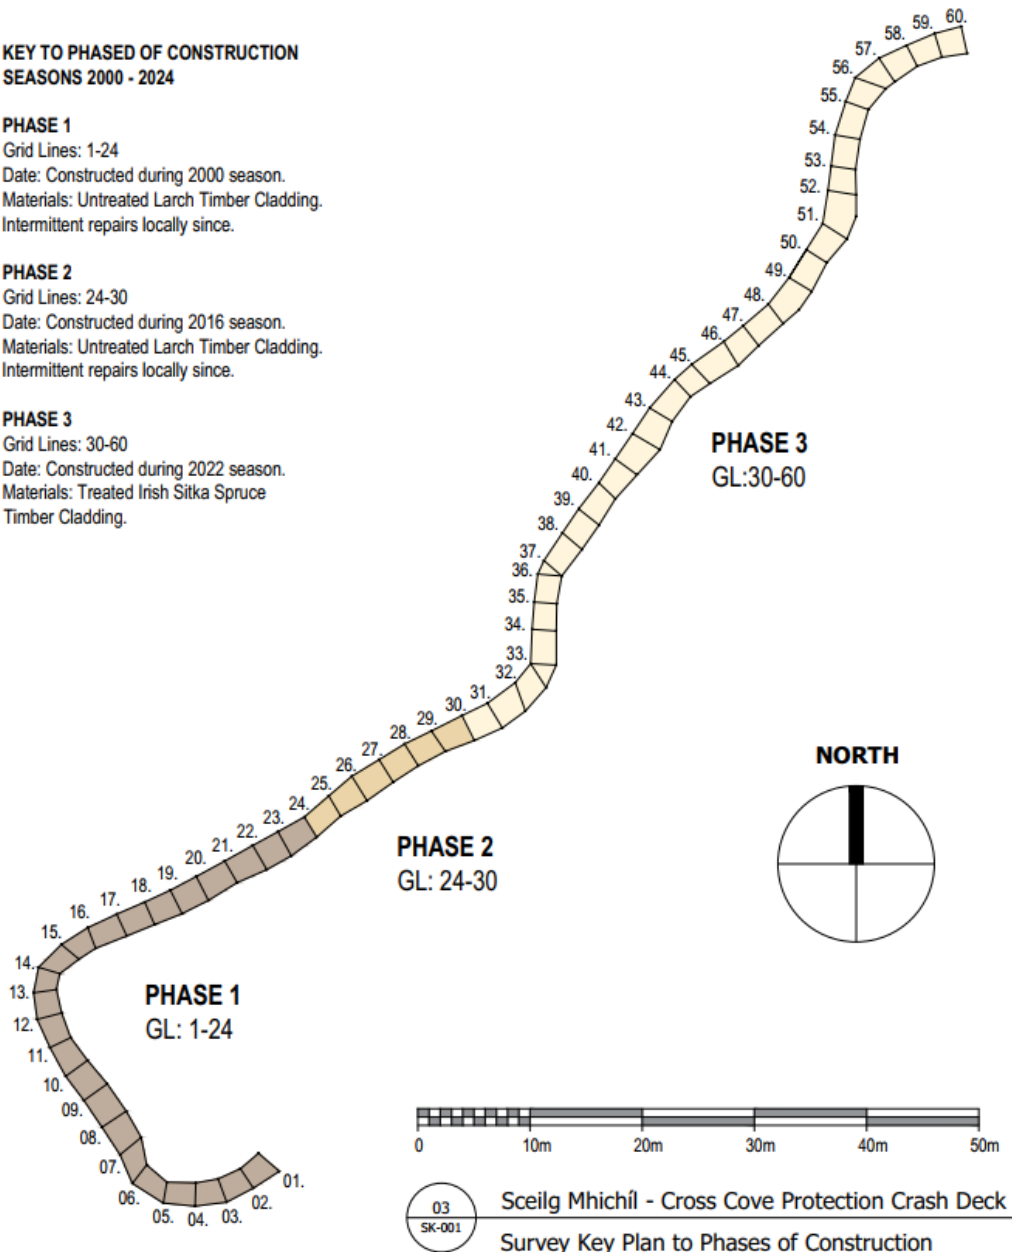 KEY TO PHASED OF CONSTRUCTION
SEASONS 2000 - 2024
PHASE 1
Grid Lines: 1-24
Date: Constructed during 2000 season.
Materials: Untreated Larch Timber Cladding.
Intermittent repairs locally since.
PHASE 2
Grid Lines: 24-30
Date: Constructed during 2016 season.
Materials: Untreated Larch Timber Cladding.
Intermittent repairs locally since.
PHASE 3
Grid Lines: 30-60
Date: Constructed during 2022 season.
Materials: Treated Irish Sitka Spruce
Timber Cladding.
60.
59.
58.
57.
56.
55.
54.
53.
52.
51.
50.
49.
48.
47.
46.
45.
44.
43.
42.
41.
40.
39.
38.
37.
36.
35.
34.
33.
32.
31.
30.
29.
28.
27.
26.
25.
24.
23.
22.
21.
20.
19.
18.
17.
16.
15.
14.
13.
12.
11.
10.
09.
08.
07.
06.
05.
04.
03.
02.
01.
PHASE 3
GL:30-60
PHASE 2
GL: 24-30
PHASE 1
GL: 1-24
NORTH
0 10m 20m 30m 40m 50m
03
SK-001
Sceilg Mhichíl - Cross Cove Protection Crash Deck
Survey Key Plan to Phases of Construction